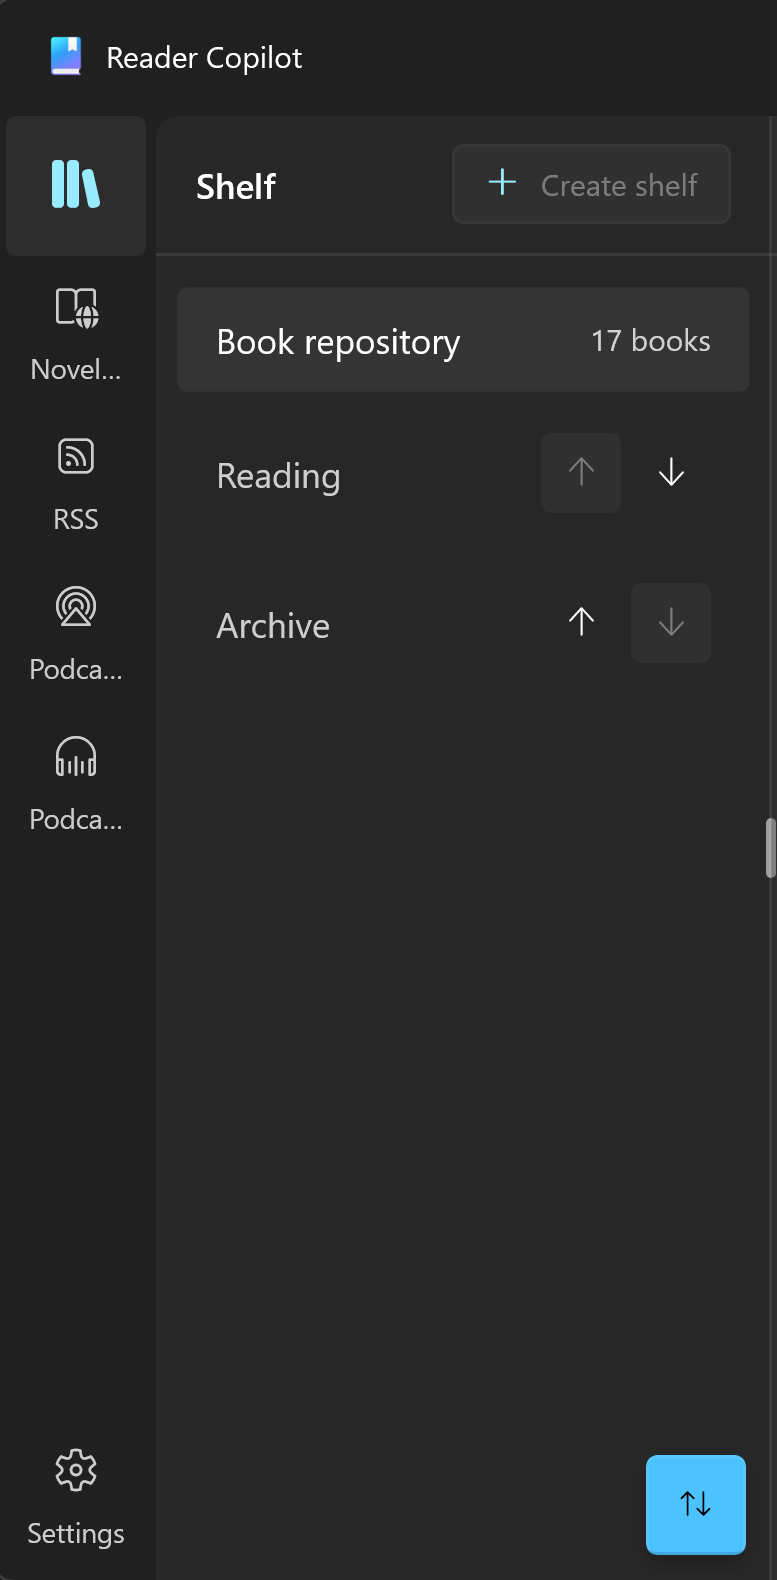 Reader Copilot
Shelf
Create shelf
Book repository
17 books
Reading
Archive
Novel...
RSS
Podca...
Podca...
Settings